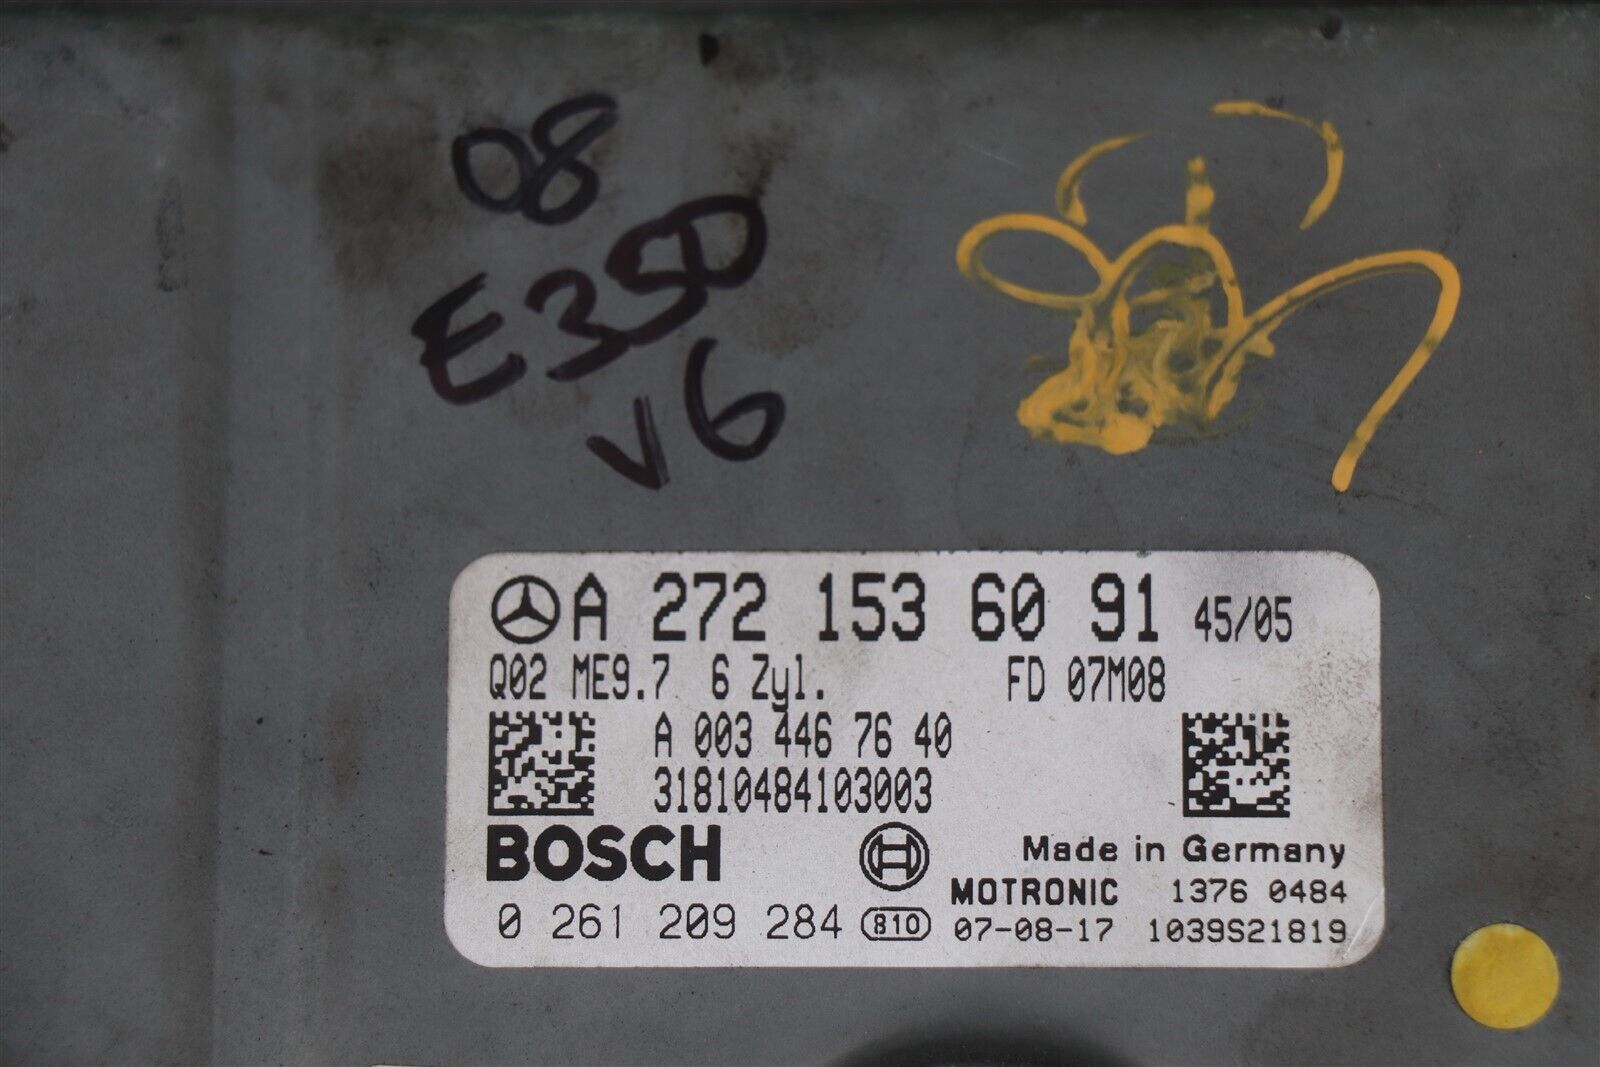 08
E350
V6
A 272 153 60 91 45/05
Q02 ME9.7 6 Zyl. FD 07M08
A 003 446 76 40
31810484103003
BOSCH
Made in Germany
MOTRONIC 1376 0484
0 261 209 284 810 07-08-17 1039S21819